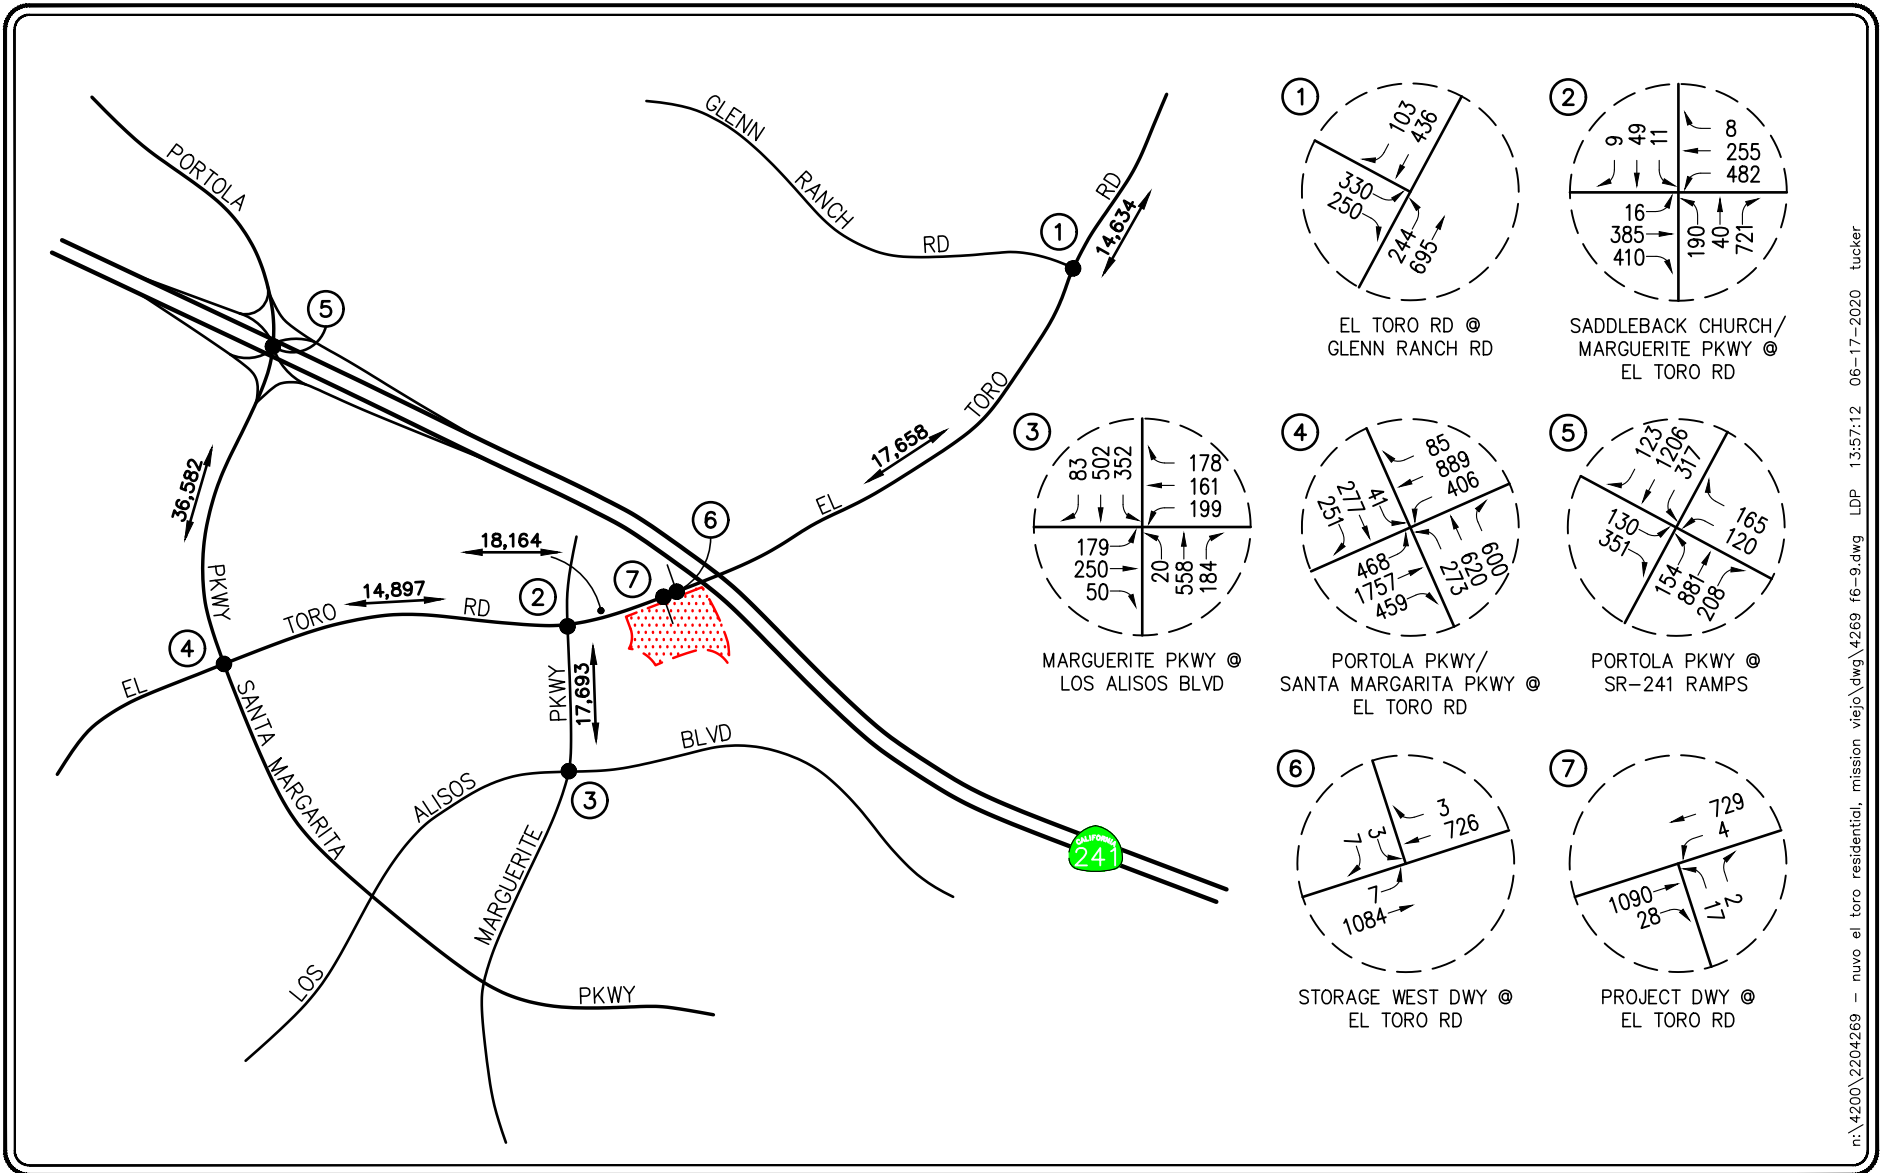 PORTOLA
PKWY
36,582
GLENN
RANCH
RD
1
RD
14,634
TORO
EL
17,658
5
6
7
18,164
2
14,897
TORO
RD
4
EL
SANTA
MARGARITA
PKWY
PKWY
17,693
3
MARGUERITE
LOS
ALISOS
BLVD
CALIFORNIA
241
1
103
436
330
250
244
695
EL TORO RD @
GLENN RANCH RD
2
9
49
11
8
255
482
16
385
410
190
40
721
SADDLEBACK CHURCH/
MARGUERITE PKWY @
EL TORO RD
3
83
502
352
178
161
199
179
250
50
20
558
184
MARGUERITE PKWY @
LOS ALISOS BLVD
4
251
277
41
85
889
406
468
1757
459
273
620
600
PORTOLA PKWY/
SANTA MARGARITA PKWY @
EL TORO RD
5
123
1206
317
165
120
130
351
154
881
208
PORTOLA PKWY @
SR-241 RAMPS
6
7
3
3
726
7
1084
STORAGE WEST DWY @
EL TORO RD
7
729
4
1090
28
17
2
PROJECT DWY @
EL TORO RD
n:\4200\2204269 - nuvo el toro residential, mission viejo\dwg\4269 f6-9.dwg LDP 13:57:12 06-17-2020 tucker